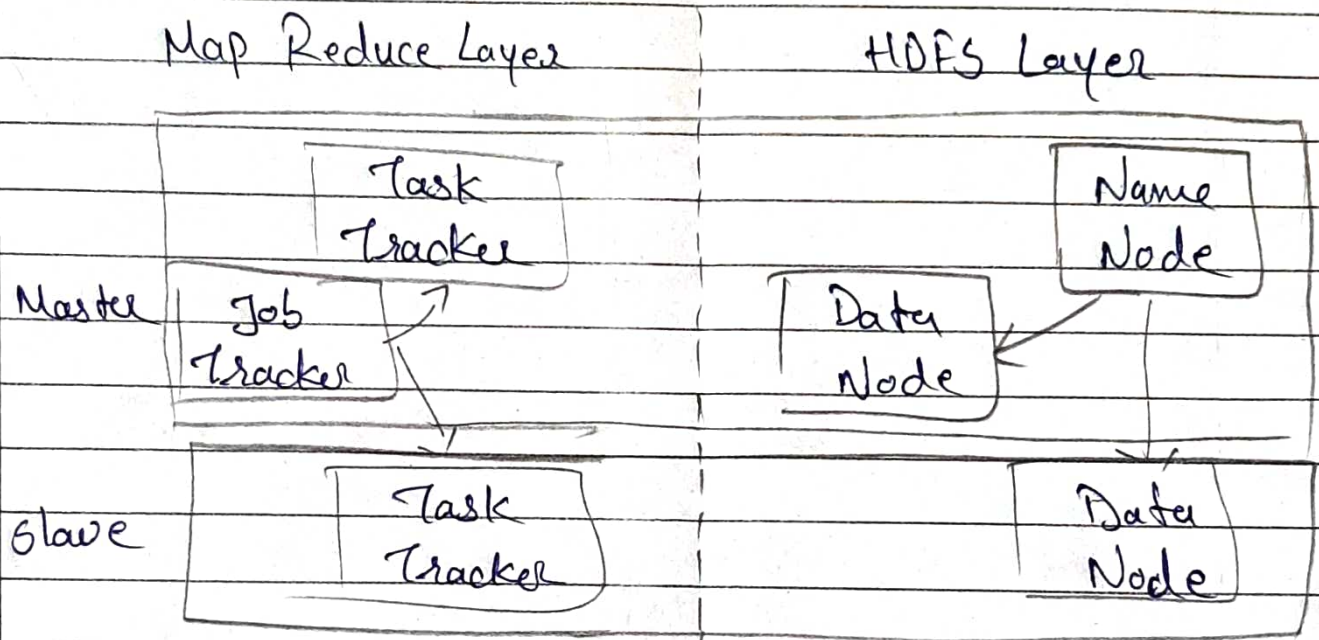 Map Reduce Layer
HDFS Layer
Task
Tracker
Name
Node
Master
Job
Tracker
Data
Node
Slave
Task
Tracker
Data
Node